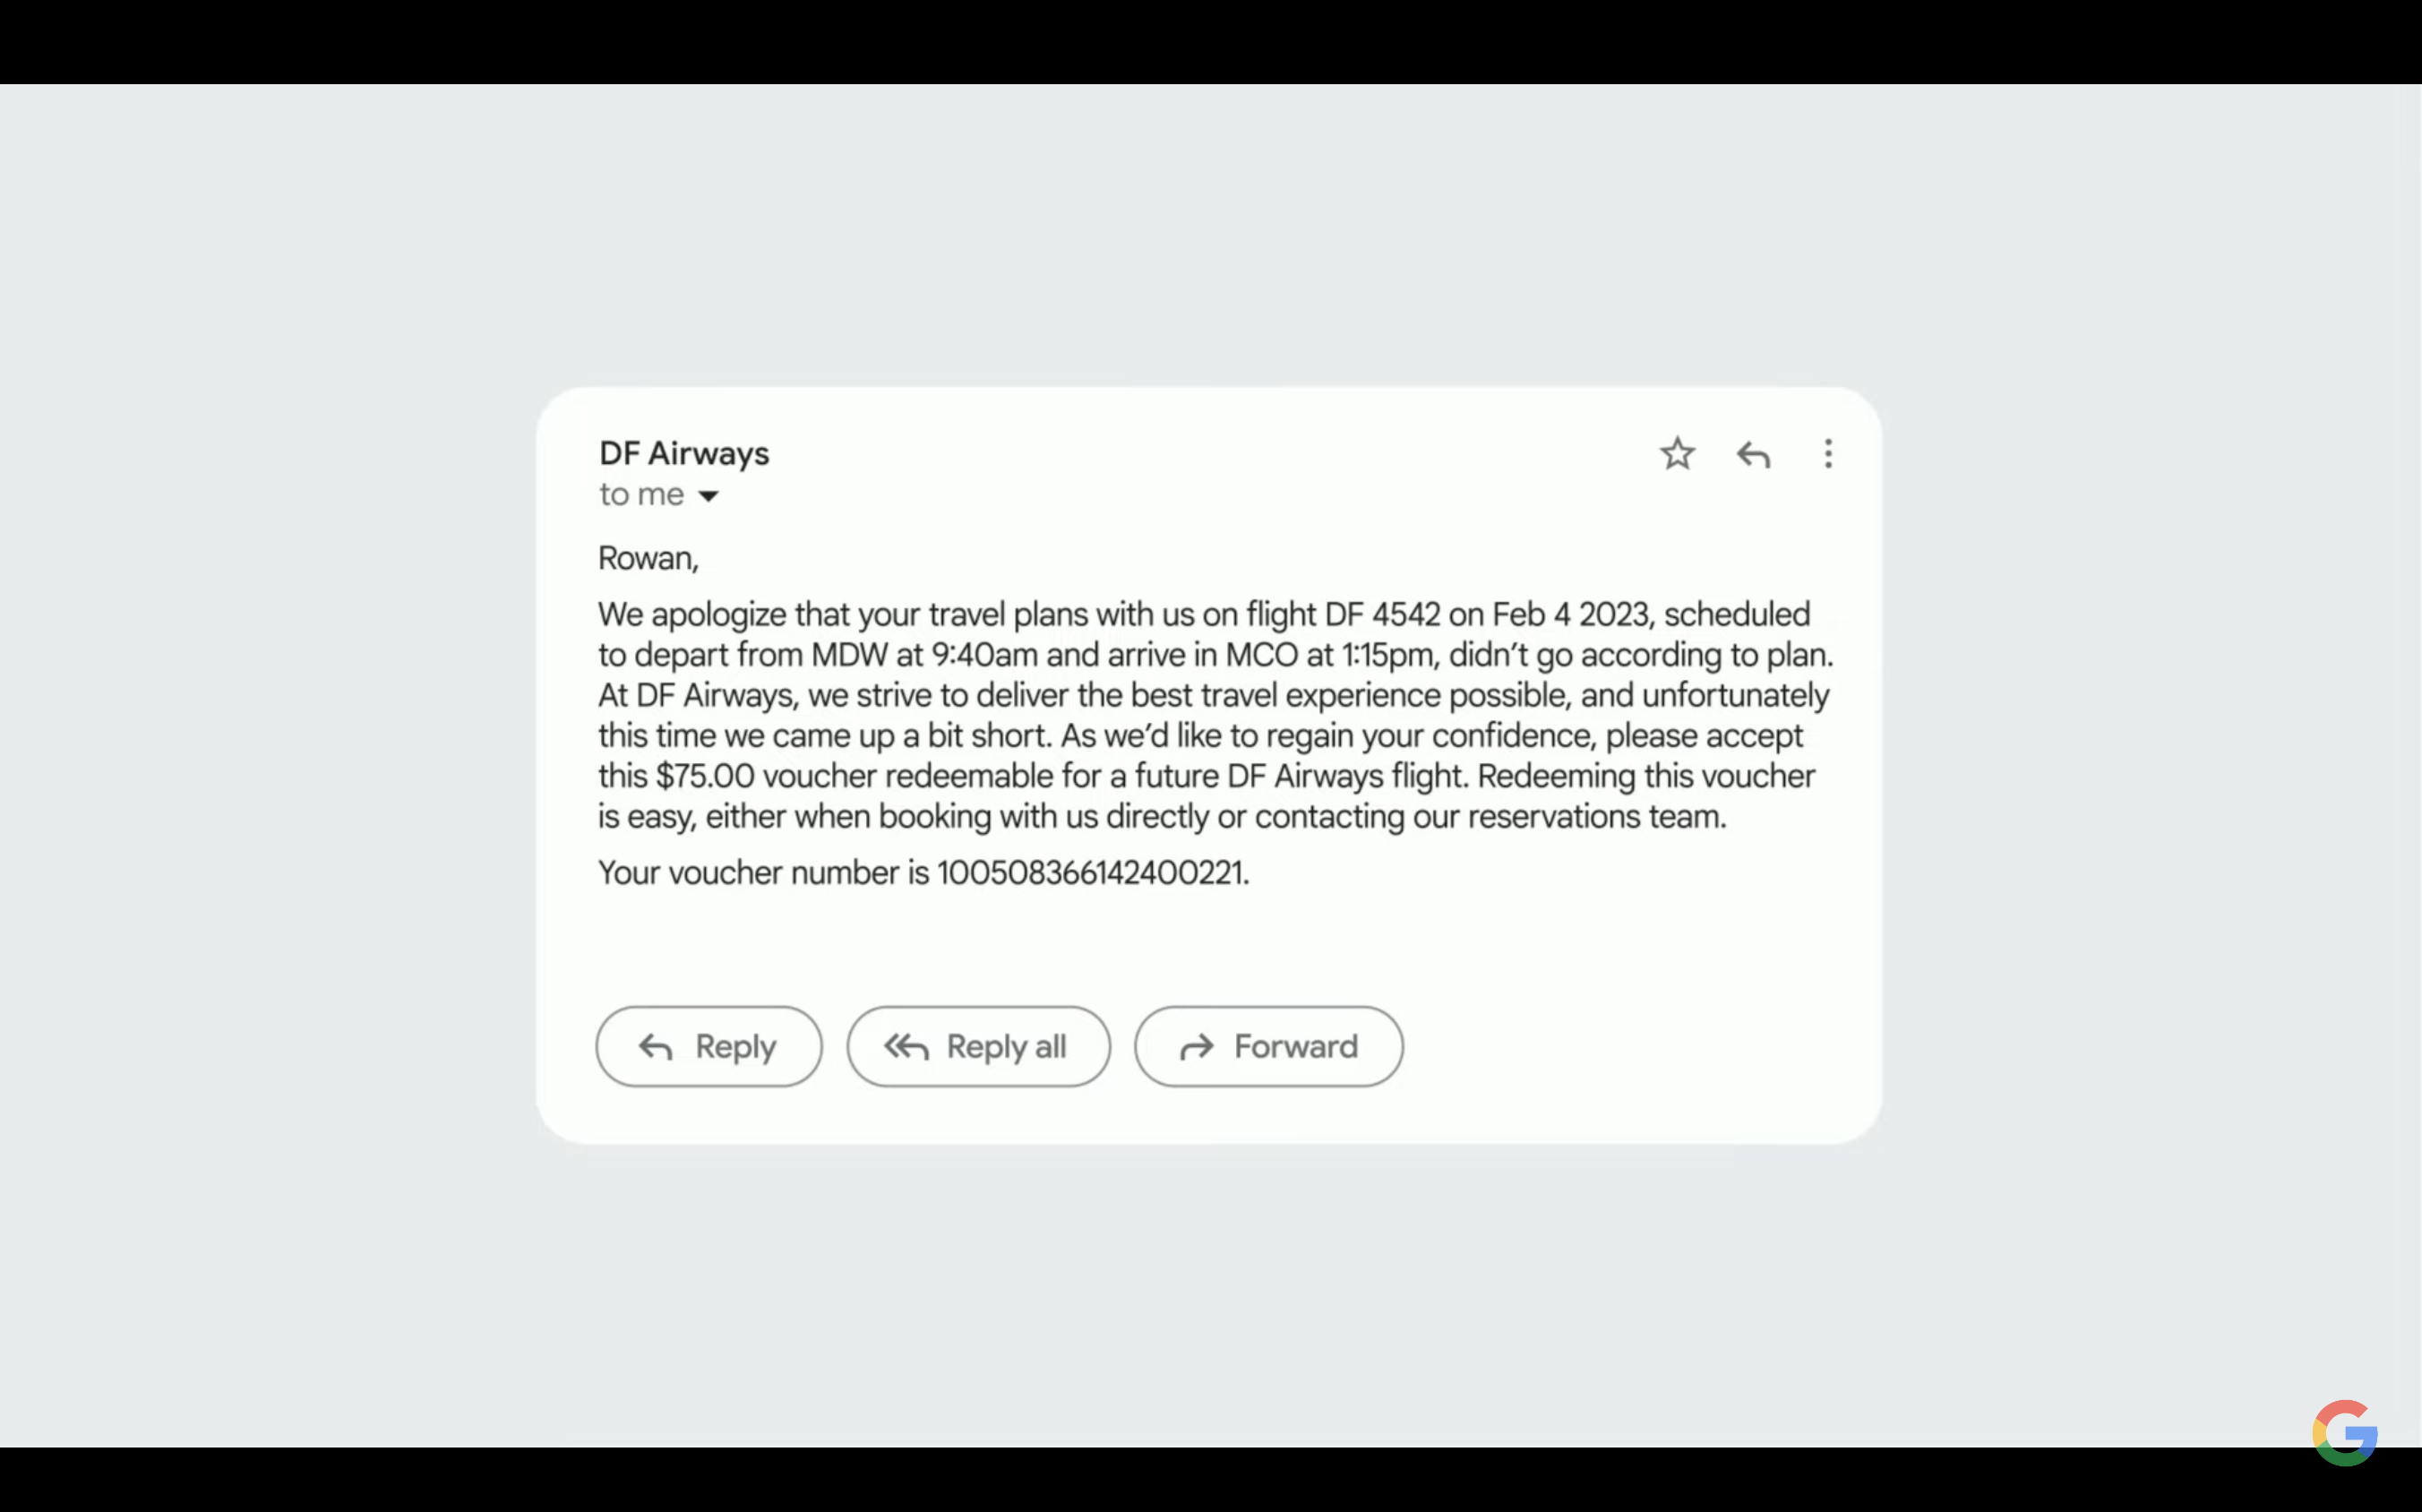 DF Airways
to me
Rowan,
We apologize that your travel plans with us on flight DF 4542 on Feb 4 2023, scheduled
to depart from MDW at 9:40am and arrive in MCO at 1:15pm, didn't go according to plan.
At DF Airways, we strive to deliver the best travel experience possible, and unfortunately
this time we came up a bit short. As we'd like to regain your confidence, please accept
this $75.00 voucher redeemable for a future DF Airways flight. Redeeming this voucher
is easy, either when booking with us directly or contacting our reservations team.
Your voucher number is 100508366142400221.
Reply Reply all Forward